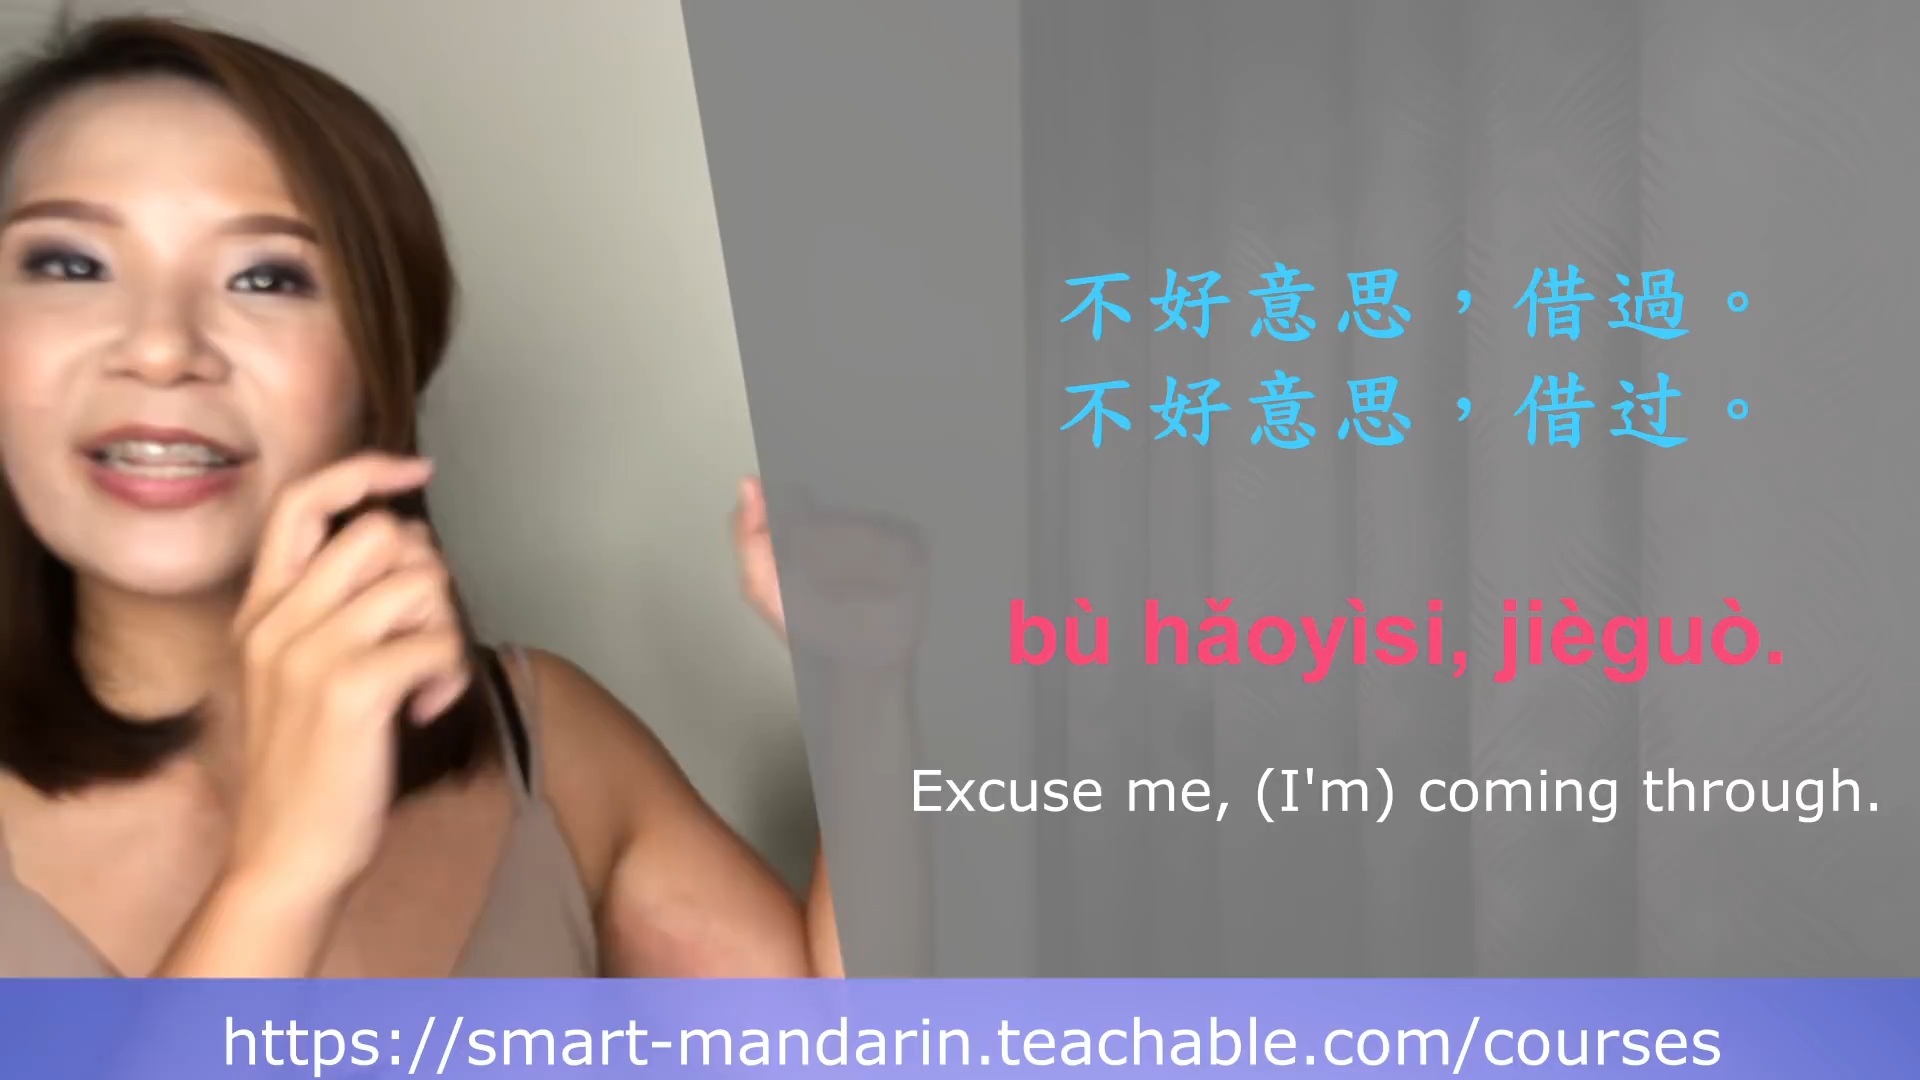 不好意思，借過。
不好意思，借过。
bù hǎoyìsi, jièguò.
Excuse me, (I'm) coming through.
https://smart-mandarin.teachable.com/courses